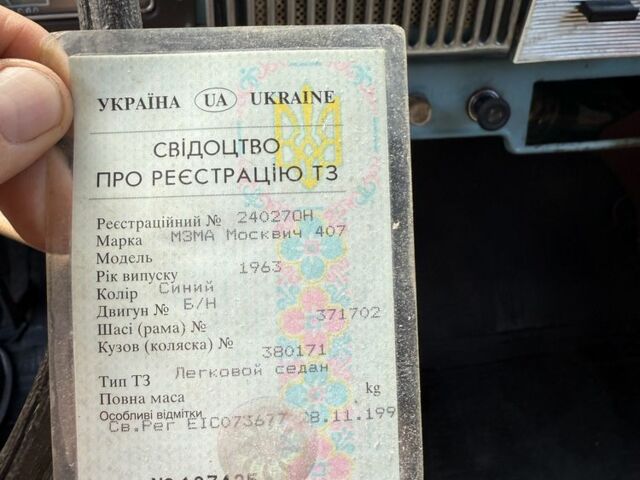 УКРАЇНА UA UKRAINE
СВІДОЦТВО
ПРО РЕЄСТРАЦІЮ ТЗ
Реєстраційний № 24027ОН
Марка МЗМА Москвич 407
Модель
Рік випуску 1963
Колір Синий
Двигун № Б/Н
Шасі (рама) № 371702
Кузов (коляска) № 380171
Тип ТЗ Легковой седан
Повна маса kg
Особливі відмітки
Св.Рег ЕІС073677 08.11.199